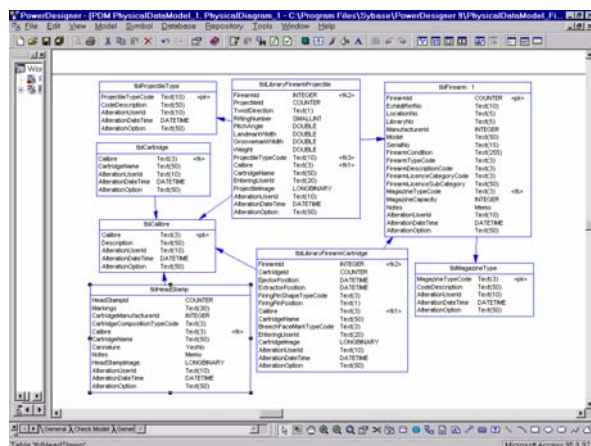 PowerDesigner - [PDM PhysicalDataModel_1, PhysicalDiagram_1 - C:\Program Files\Sybase\PowerDesigner 9\PhysicalDataModel_Fi...
File Edit View Model Symbol Database Repository Tools Window Help
tblProjectileType
ProjectileTypeCode Text(10) <pk>
CodeDescription Text(50)
AlterationUserId Text(10)
AlterationDateTime DATETIME
AlterationOption Text(50)
tblLibraryFirearmProjectile
FirearmId INTEGER <fk2>
ProjectileId COUNTER
TwistDirection Text(1)
RiflingNumber SMALLINT
PitchAngle DOUBLE
LandmarkWidth DOUBLE
GroovemarkWidth DOUBLE
Weight DOUBLE
ProjectileTypeCode Text(10) <fk3>
Calibre Text(3) <fk1>
CartridgeName Text(50)
EnteringUserId Text(20)
ProjectileImage LONGBINARY
AlterationUserId Text(10)
AlterationDateTime DATETIME
AlterationOption Text(50)
tblFirearm : 1
FirearmId COUNTER <pk>
ExhibitRefNo Text(10)
LocationNo Text(5)
LibraryNo Text(5)
ManufacturerId INTEGER
Model Text(50)
SerialNo Text(15)
FirearmCondition Text(255)
FirearmTypeCode Text(3)
FirearmDescriptionCode Text(3)
FirearmLicenceCategoryCode Text(3)
FirearmLicenceSubCategory Text(50)
MagazineTypeCode Text(3) <fk>
MagazineCapacity INTEGER
Notes Memo
AlterationUserId Text(10)
AlterationDateTime DATETIME
AlterationOption Text(50)
tblCartridge
Calibre Text(3) <fk>
CartridgeName Text(50)
AlterationUserId Text(10)
AlterationDateTime DATETIME
AlterationOption Text(50)
tblCalibre
Calibre Text(3) <pk>
Description Text(50)
AlterationUserId Text(10)
AlterationDateTime DATETIME
AlterationOption Text(50)
tblLibraryFirearmCartridge
FirearmId INTEGER <fk2>
CartridgeId COUNTER
EjectorPosition DATETIME
ExtractorPosition DATETIME
FiringPinShapeTypeCode Text(3)
FiringPinPosition Text(1)
Calibre Text(3) <fk1>
CartridgeName Text(50)
BreechFaceMarkTypeCode Text(3)
EnteringUserId Text(20)
CartridgeImage LONGBINARY
AlterationUserId Text(10)
AlterationDateTime DATETIME
AlterationOption Text(50)
tblMagazineType
MagazineTypeCode Text(3) <pk>
CodeDescription Text(50)
AlterationUserId Text(10)
AlterationDateTime DATETIME
AlterationOption Text(50)
tblHeadStamp
HeadStampId COUNTER
Markings Text(30)
CartridgeManufacturerId INTEGER
CartridgeCompositionTypeCode Text(3)
Calibre Text(3) <fk>
CartridgeName Text(50)
Cannelure YesNo
Notes Memo
HeadStampImage LONGBINARY
AlterationUserId Text(10)
AlterationDateTime DATETIME
AlterationOption Text(50)
General Check Model Generat